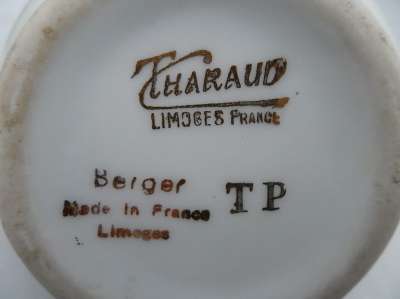 THARAUD
LIMOGES FRANCE
Berger
Made in France
Limoges
TP